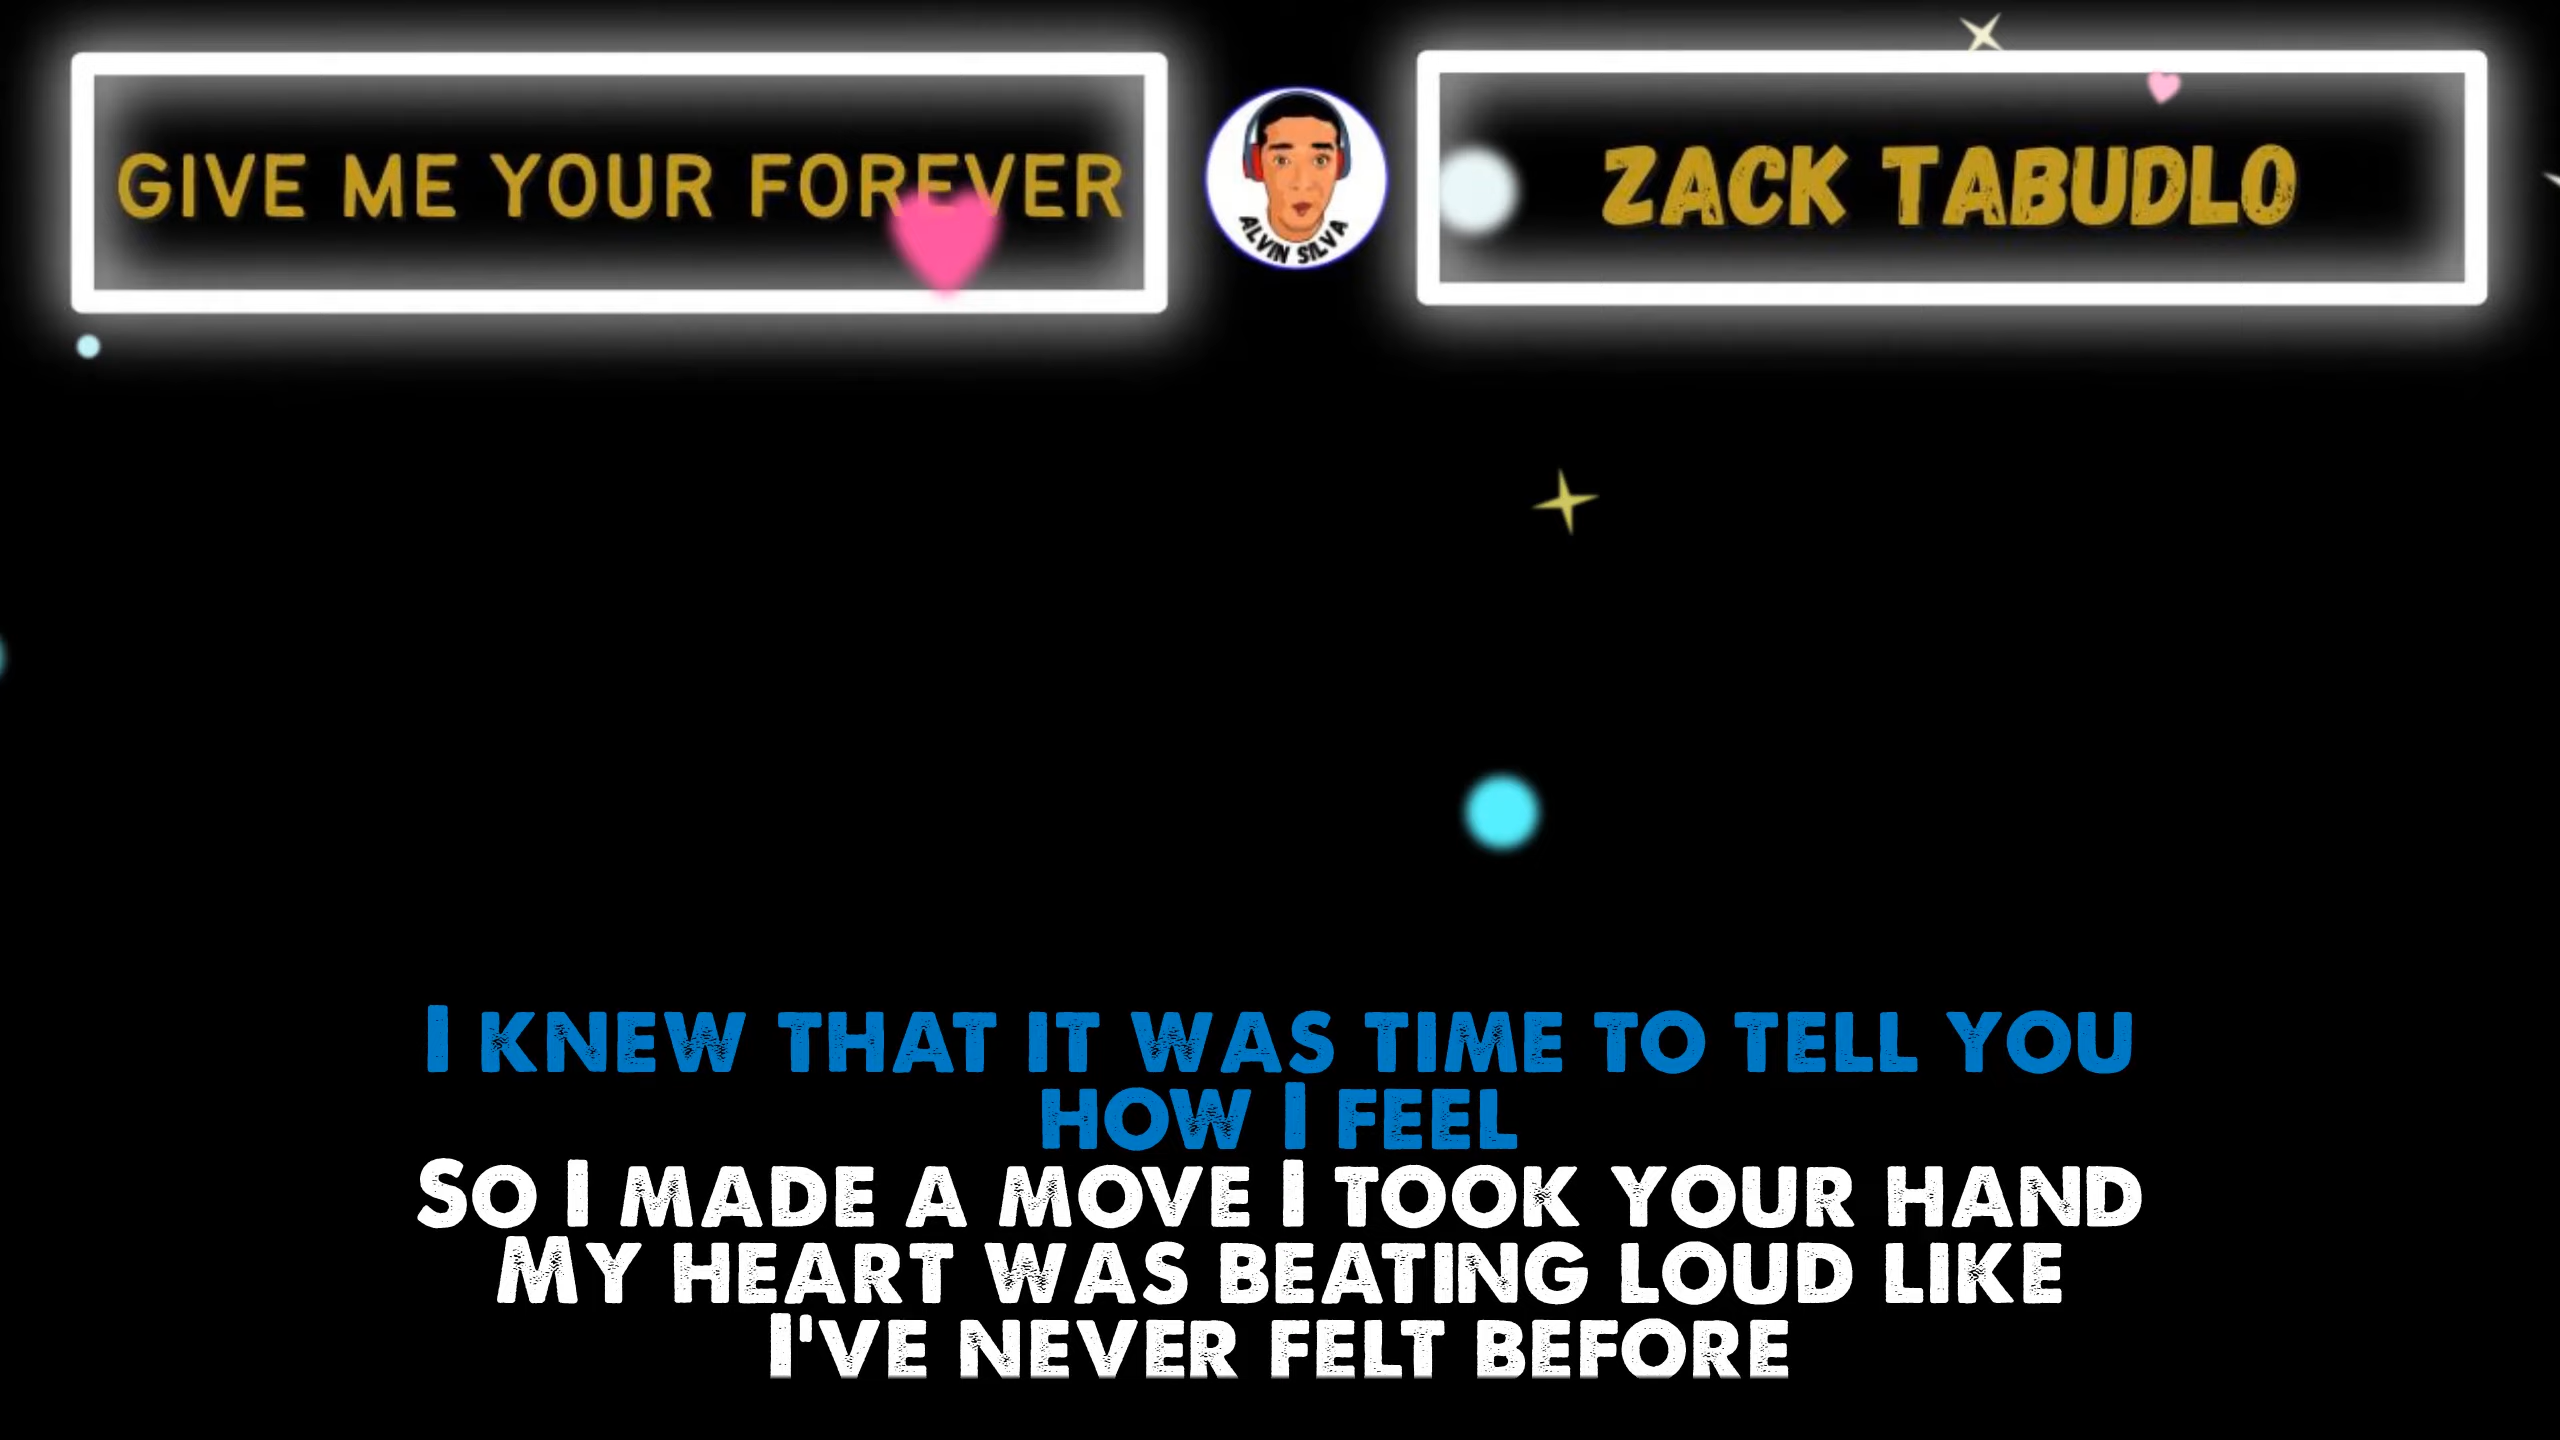 GIVE ME YOUR FOREVER
ALVIN SILVA
ZACK TABUDLO
I KNEW THAT IT WAS TIME TO TELL YOU
HOW I FEEL
SO I MADE A MOVE I TOOK YOUR HAND
MY HEART WAS BEATING LOUD LIKE
I'VE NEVER FELT BEFORE